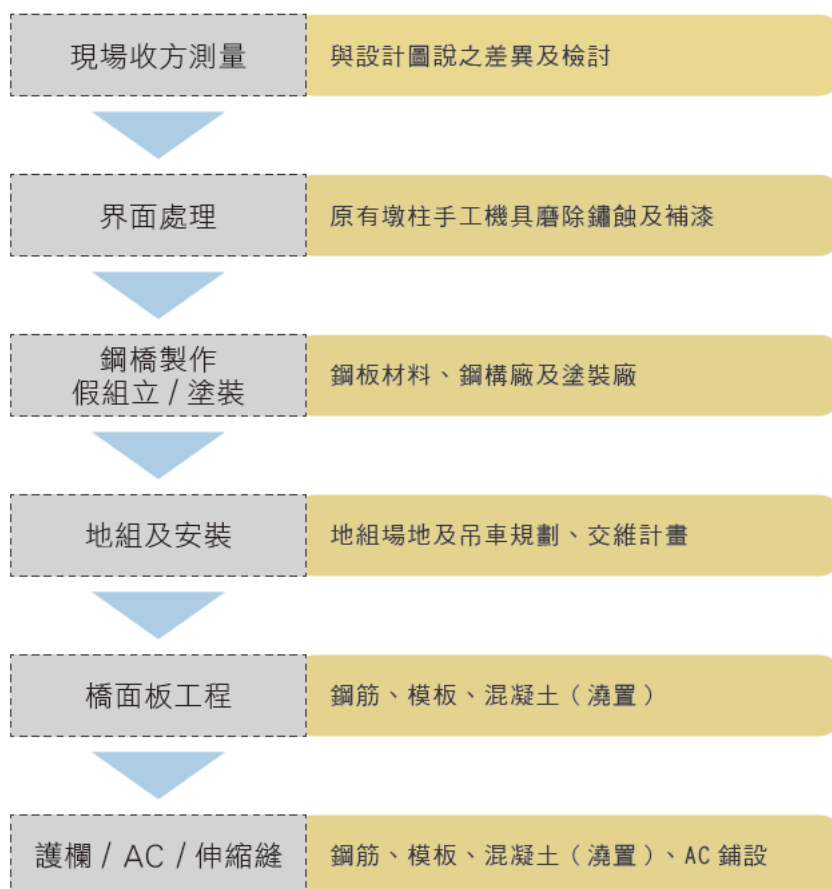 現場收方測量
與設計圖說之差異及檢討
界面處理
原有墩柱手工機具磨除鏽蝕及補漆
鋼橋製作
假組立 / 塗裝
鋼板材料、鋼構廠及塗裝廠
地組及安裝
地組場地及吊車規劃、交維計畫
橋面板工程
鋼筋、模板、混凝土（澆置）
護欄 / AC / 伸縮縫
鋼筋、模板、混凝土（澆置）、AC 鋪設